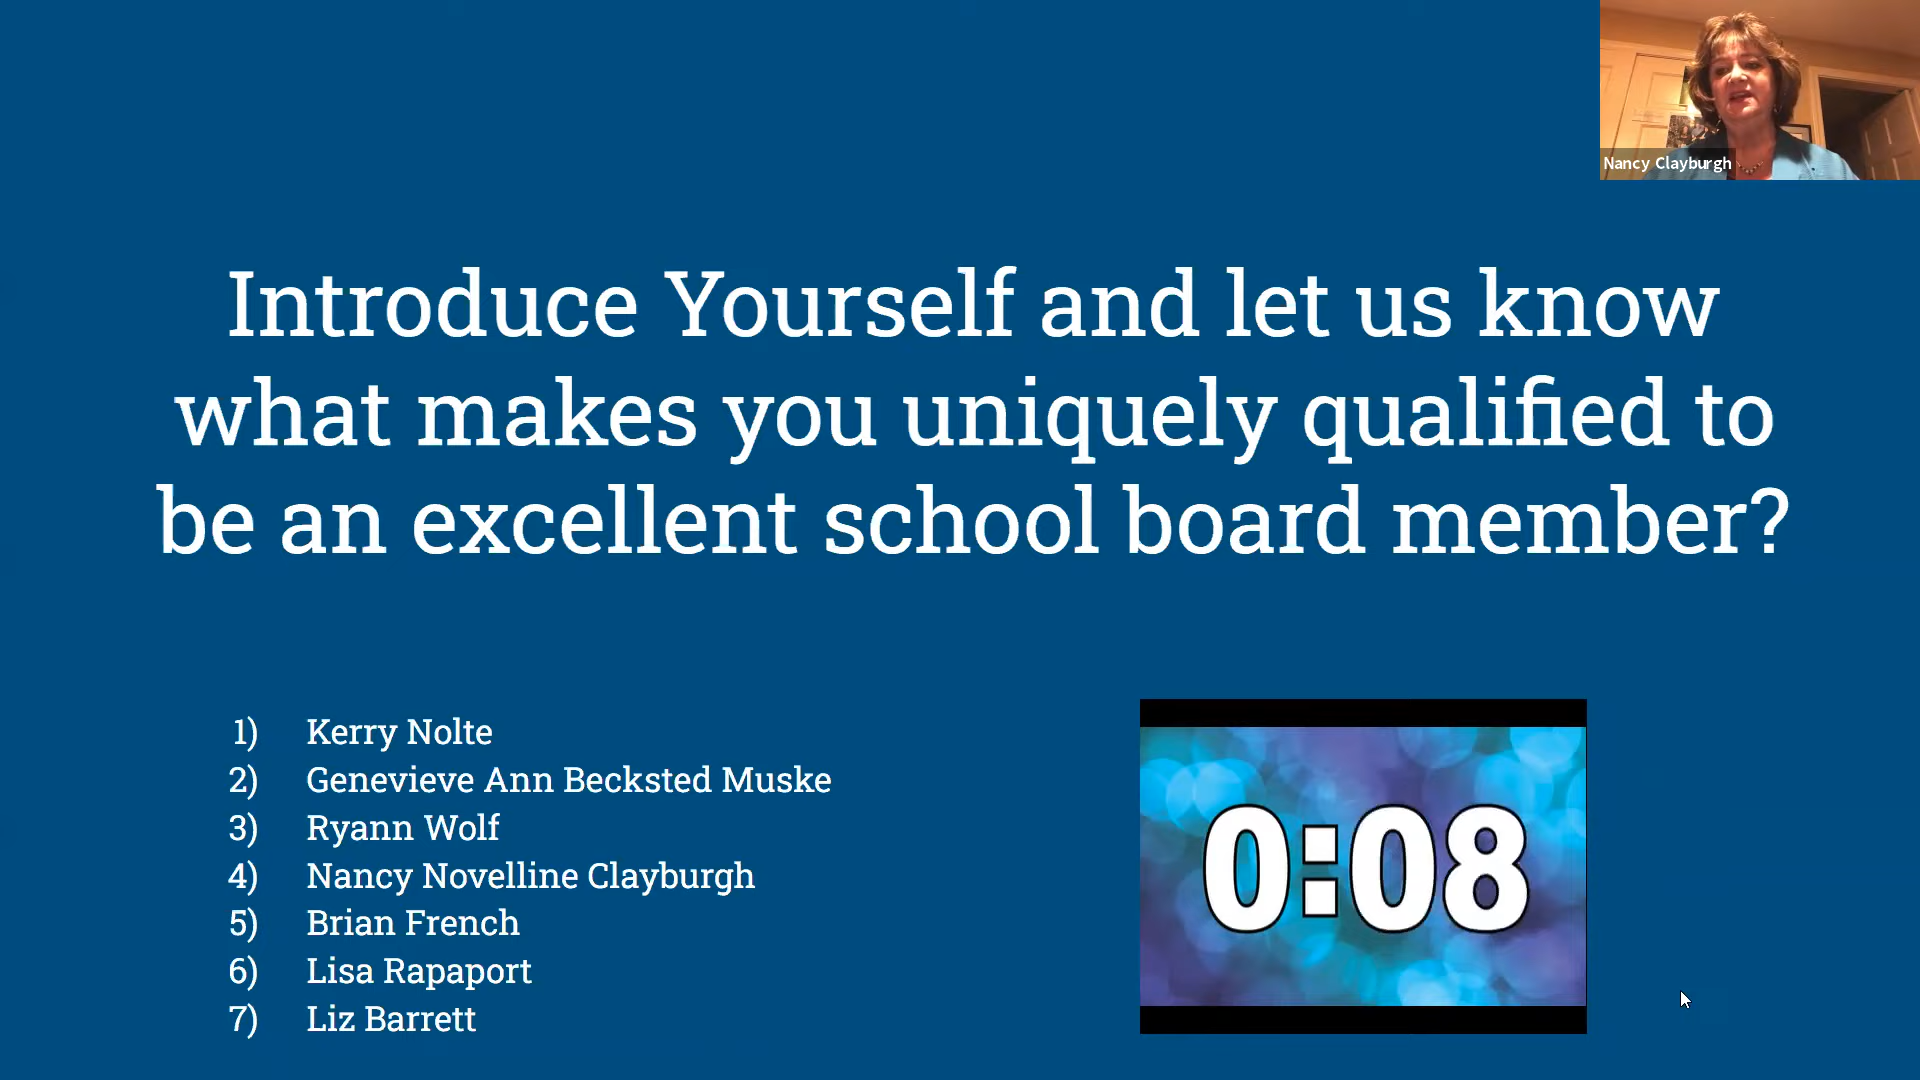 Nancy Clayburgh
Introduce Yourself and let us know
what makes you uniquely qualified to
be an excellent school board member?
1) Kerry Nolte
2) Genevieve Ann Becksted Muske
3) Ryann Wolf
4) Nancy Novelline Clayburgh
5) Brian French
6) Lisa Rapaport
7) Liz Barrett
0:08